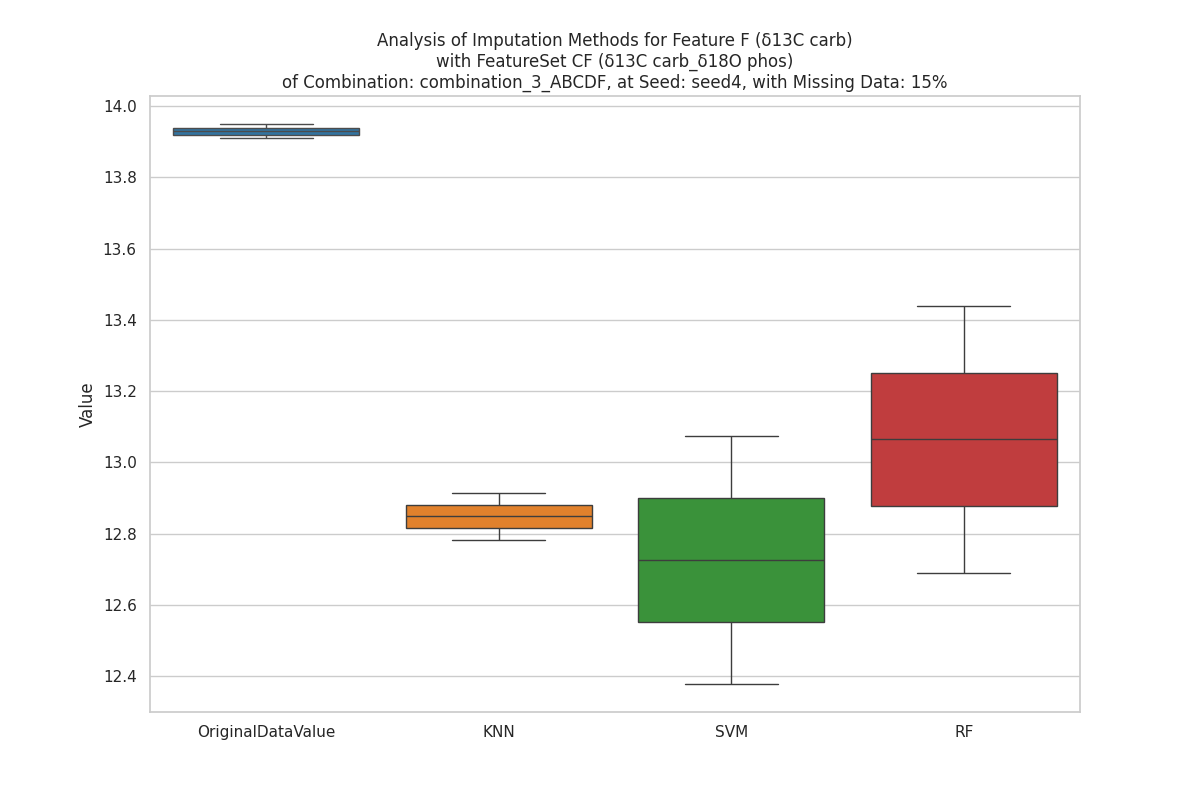 Analysis of Imputation Methods for Feature F (δ13C carb)
with FeatureSet CF (δ13C carb_δ18O phos)
of Combination: combination_3_ABCDF, at Seed: seed4, with Missing Data: 15%
14.0
13.8
13.6
13.4
13.2
13.0
12.8
12.6
12.4
Value
OriginalDataValue
KNN
SVM
RF